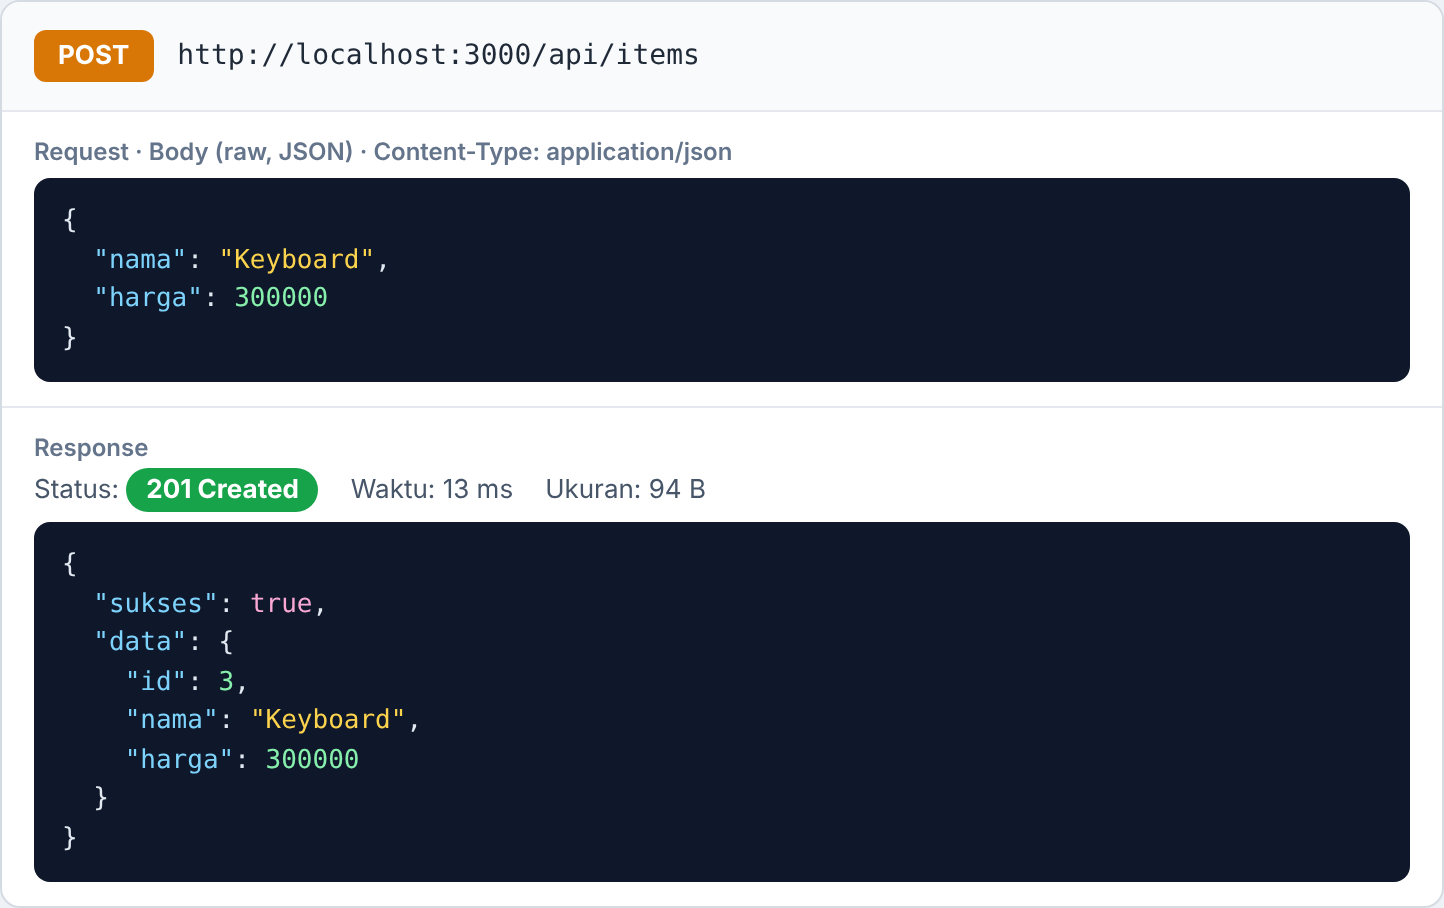 POST http://localhost:3000/api/items
Request · Body (raw, JSON) · Content-Type: application/json
{
  "nama": "Keyboard",
  "harga": 300000
}
Response
Status: 201 Created Waktu: 13 ms Ukuran: 94 B
{
  "sukses": true,
  "data": {
    "id": 3,
    "nama": "Keyboard",
    "harga": 300000
  }
}